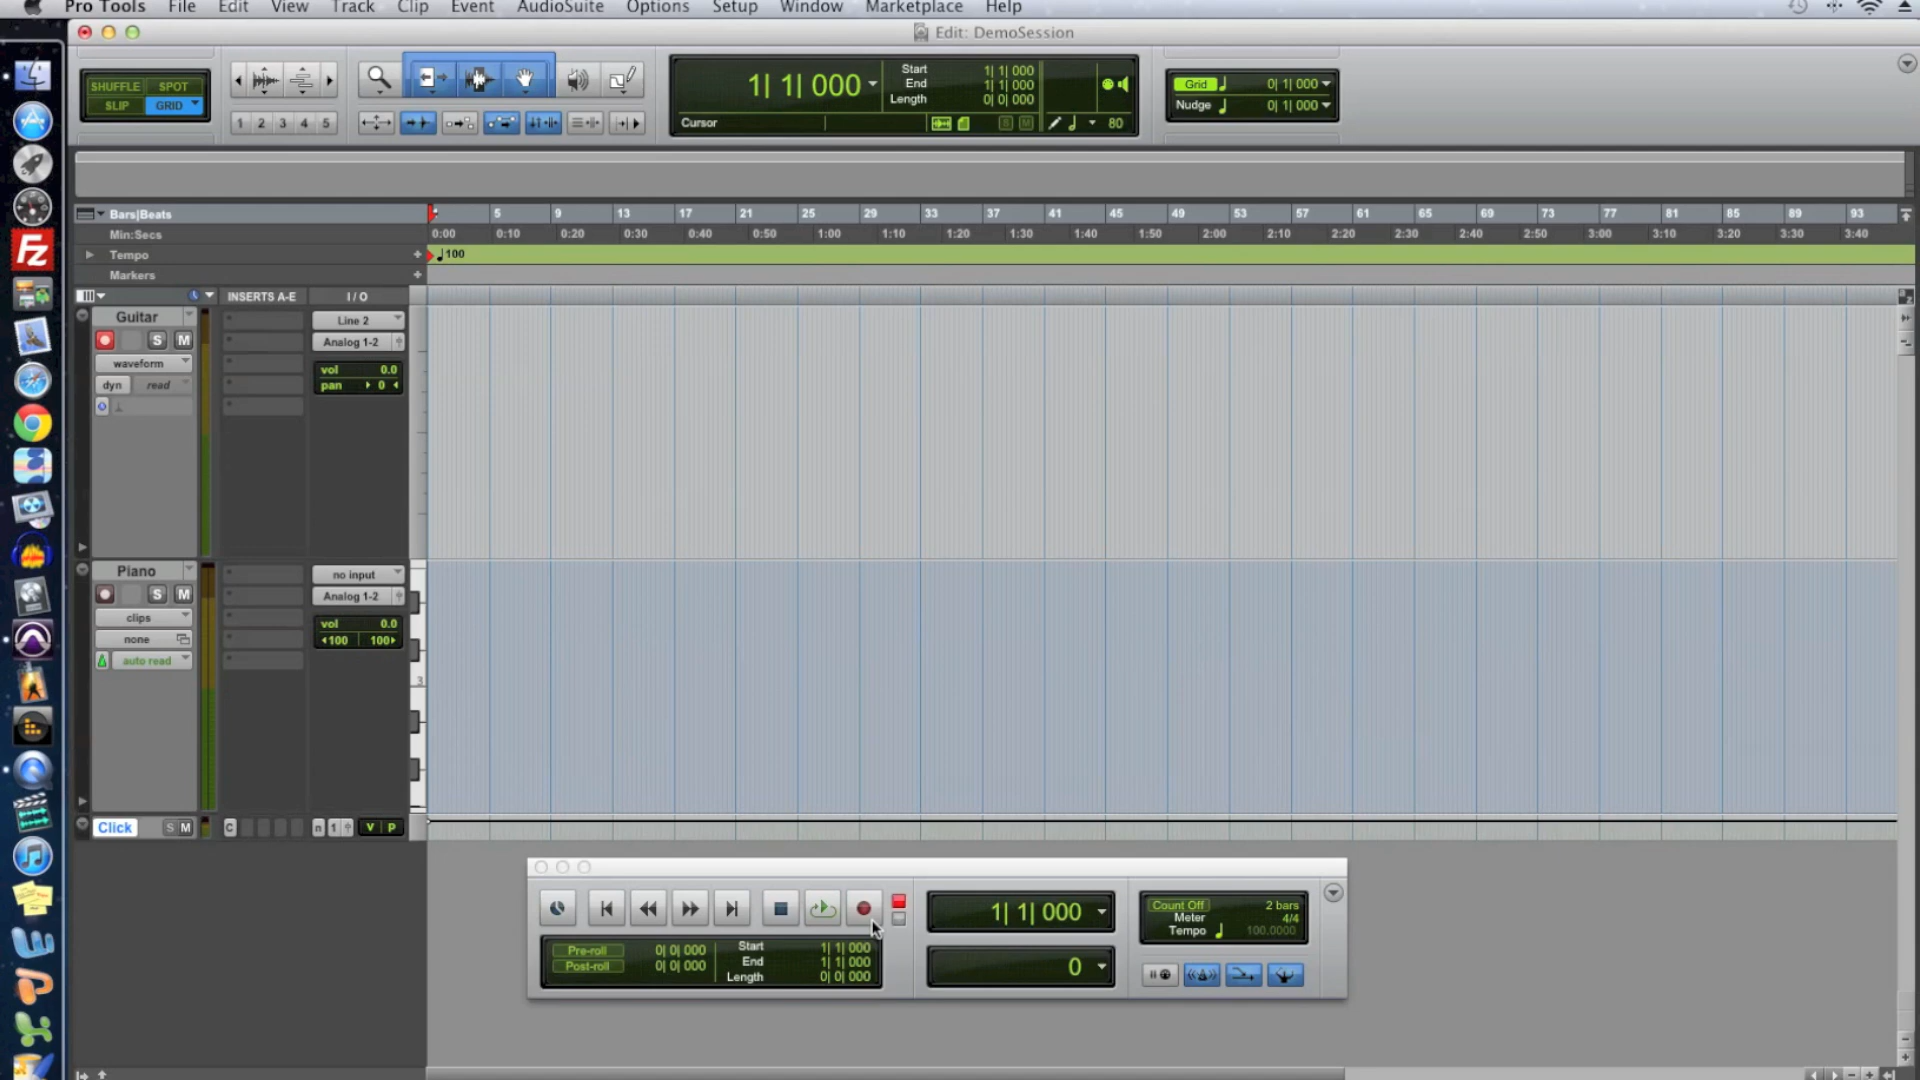 Pro Tools File Edit View Track Clip Event AudioSuite Options Setup Window Marketplace Help
Edit: DemoSession
SHUFFLE SPOT
SLIP GRID
1 2 3 4 5
1| 1| 000
Start 1| 1| 000
End 1| 1| 000
Length 0| 0| 000
Cursor
S M
80
Grid 0| 1| 000
Nudge 0| 1| 000
Bars|Beats
5 9 13 17 21 25 29 33 37 41 45 49 53 57 61 65 69 73 77 81 85 89 93
Min:Secs
0:00 0:10 0:20 0:30 0:40 0:50 1:00 1:10 1:20 1:30 1:40 1:50 2:00 2:10 2:20 2:30 2:40 2:50 3:00 3:10 3:20 3:30 3:40
Tempo
100
Markers
INSERTS A-E I / O
Guitar
Line 2
S M
Analog 1-2
waveform
vol 0.0
dyn read
pan 0
Fz
Piano
no input
S M
Analog 1-2
clips
vol 0.0
none
100 100
auto read
3
Click S M C n 1 V P
1| 1| 000
Count Off 2 bars
Meter 4/4
Tempo 100.0000
Pre-roll 0| 0| 000
Post-roll 0| 0| 000
Start 1| 1| 000
End 1| 1| 000
Length 0| 0| 000
0